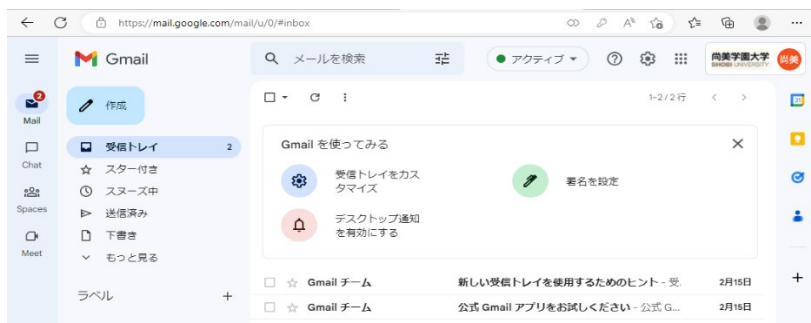 https://mail.google.com/mail/u/0/#inbox
Gmail
メールを検索
アクティブ
尚美学園大学
SHOBI UNIVERSITY
尚美
2
Mail
Chat
Spaces
Meet
作成
受信トレイ 2
スター付き
スヌーズ中
送信済み
下書き
もっと見る
ラベル
1-2 / 2 行
Gmail を使ってみる
受信トレイをカス
タマイズ
署名を設定
デスクトップ通知
を有効にする
Gmail チーム 新しい受信トレイを使用するためのヒント - 受. 2月15日
Gmail チーム 公式 Gmail アプリをお試しください - 公式 G... 2月15日
31